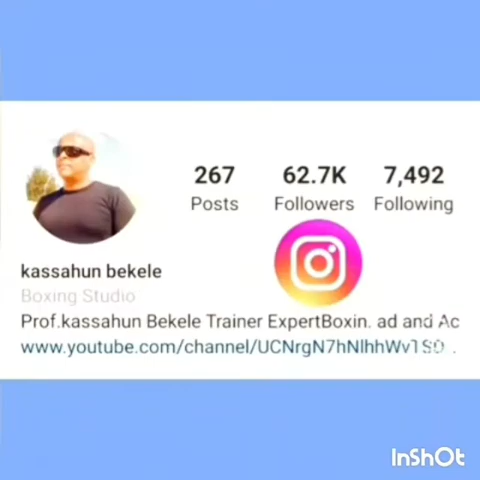 267 62.7K 7,492
Posts Followers Following
kassahun bekele
Boxing Studio
Prof.kassahun Bekele Trainer ExpertBoxin. ad and Ac
www.youtube.com/channel/
InShOt